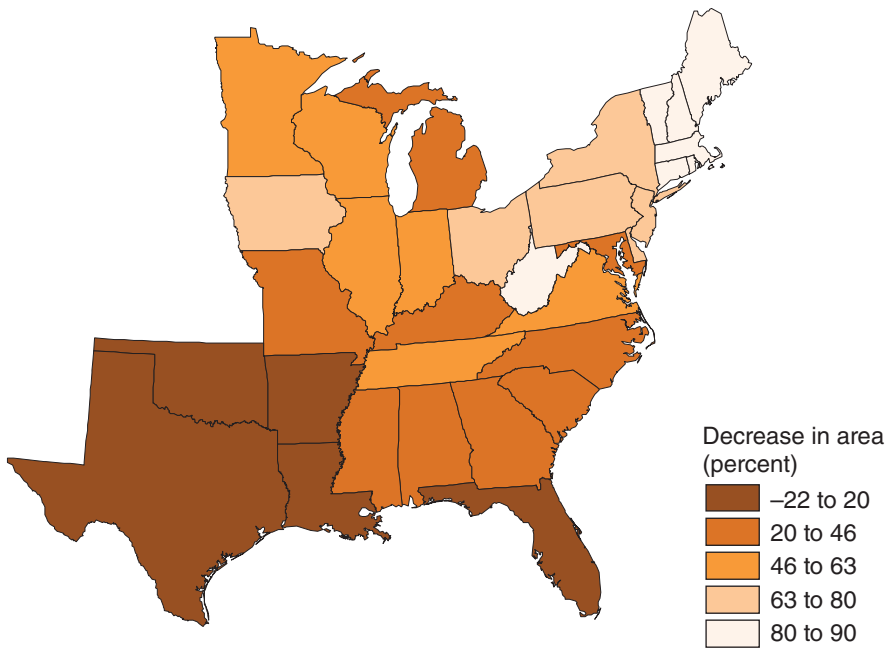 Decrease in area
(percent)
–22 to 20
20 to 46
46 to 63
63 to 80
80 to 90